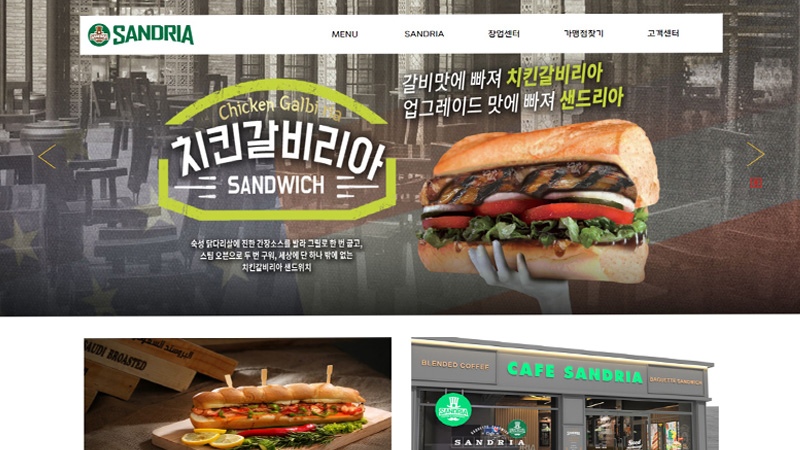 SANDRIA
MENU
SANDRIA
창업센터
가맹점찾기
고객센터
갈비맛에 빠져 치킨갈비리아
업그레이드 맛에 빠져 샌드리아
Chicken Galbi
치킨갈비리아
SANDWICH
숙성 닭다리살에 진한 간장소스를 발라 그릴로 한 번 굽고,
스팀 오븐으로 두 번 구워, 세상에 단 하나 밖에 없는
치킨갈비리아 샌드위치
SAUDI BROASTED
BLENDED COFFEE
CAFE SANDRIA
BAGUETTE SANDWICH
SANDRIA
SANDRIA